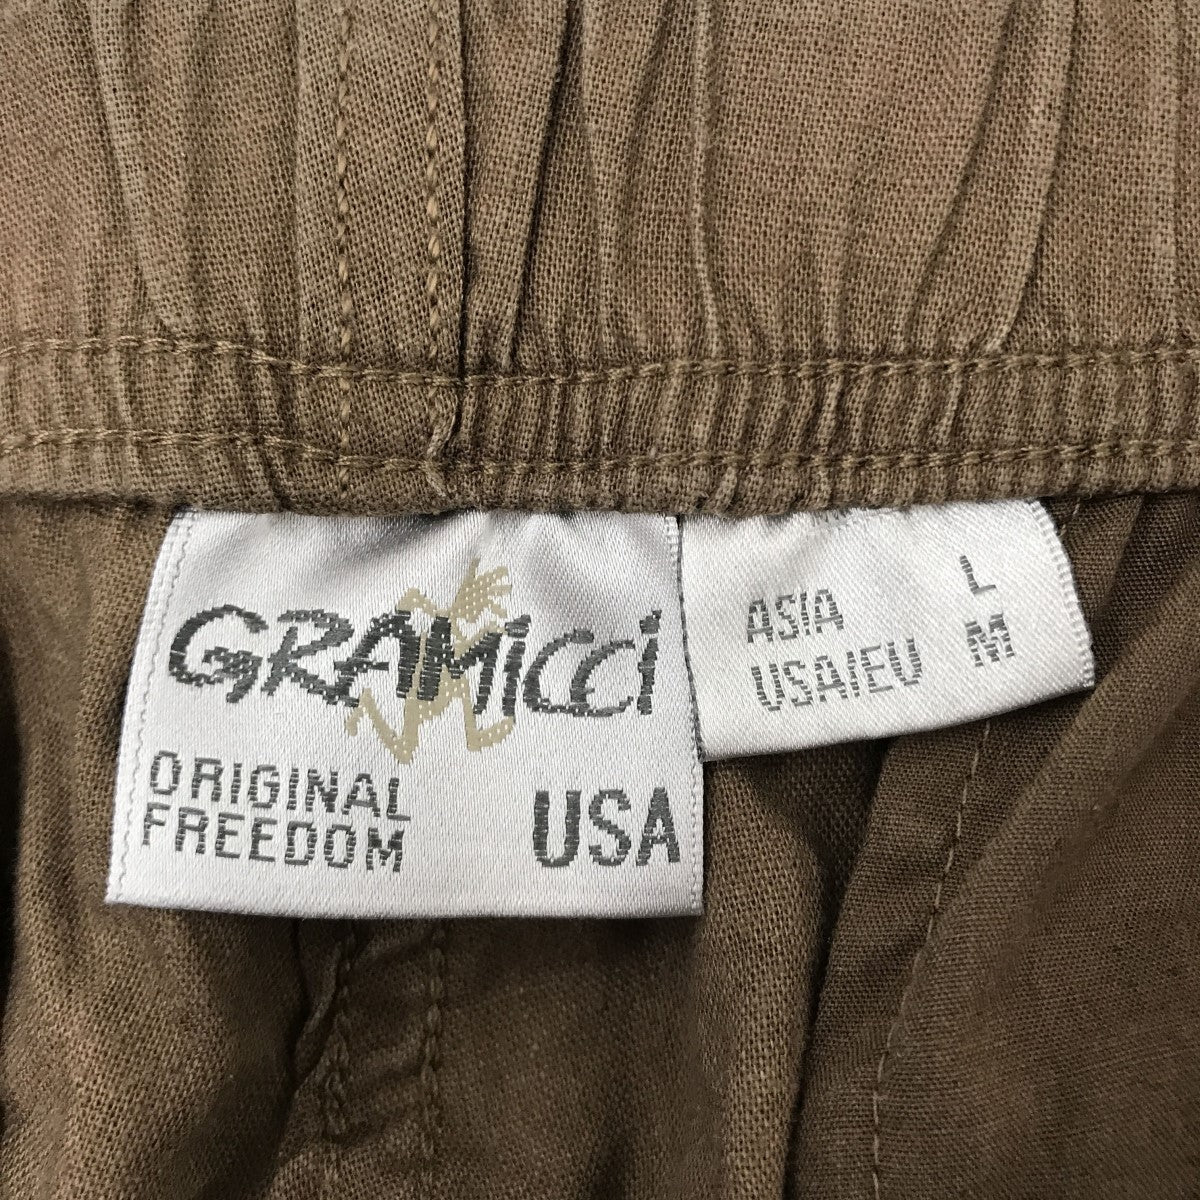 GRAMICCI
ORIGINAL
FREEDOM
USA
ASIA L
USA/EU M